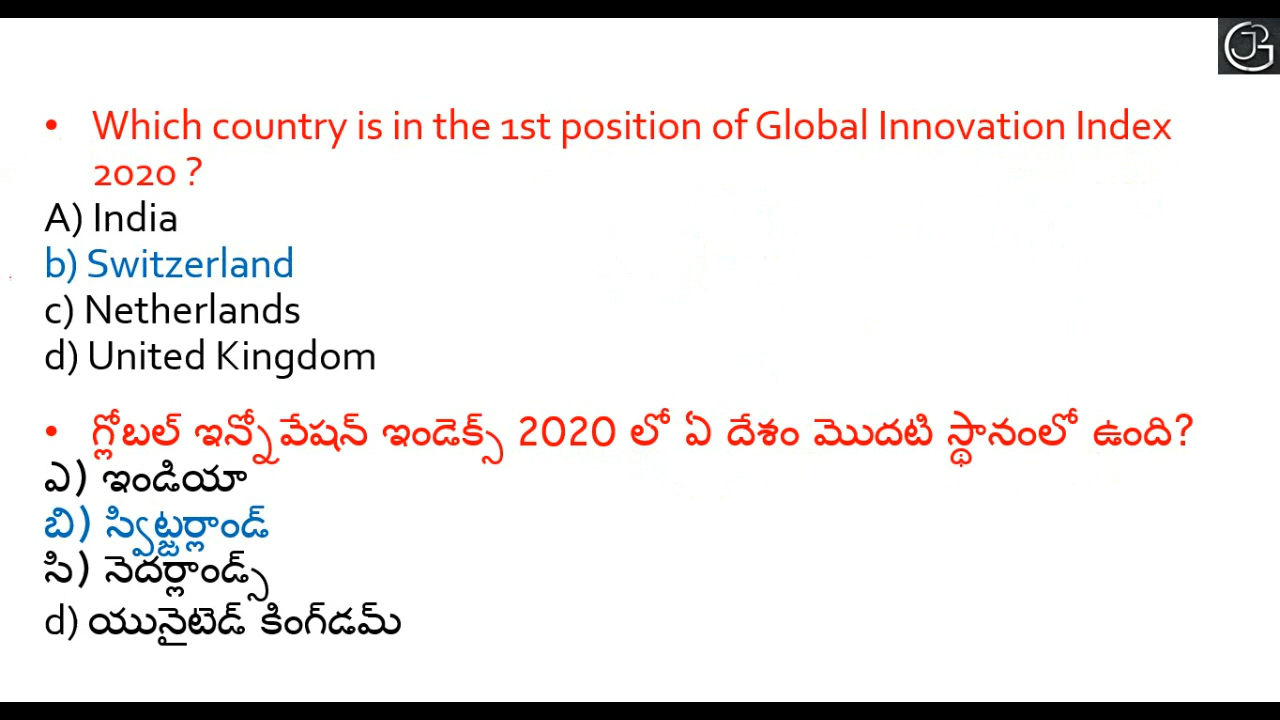 • Which country is in the 1st position of Global Innovation Index
2020 ?
A) India
b) Switzerland
c) Netherlands
d) United Kingdom
• గ్లోబల్ ఇన్నోవేషన్ ఇండెక్స్ 2020 లో ఏ దేశం మొదటి స్థానంలో ఉంది?
ఎ) ఇండియా
బి) స్విట్జర్లాండ్
సి) నెదర్లాండ్స్
d) యునైటెడ్ కింగ్‌డమ్